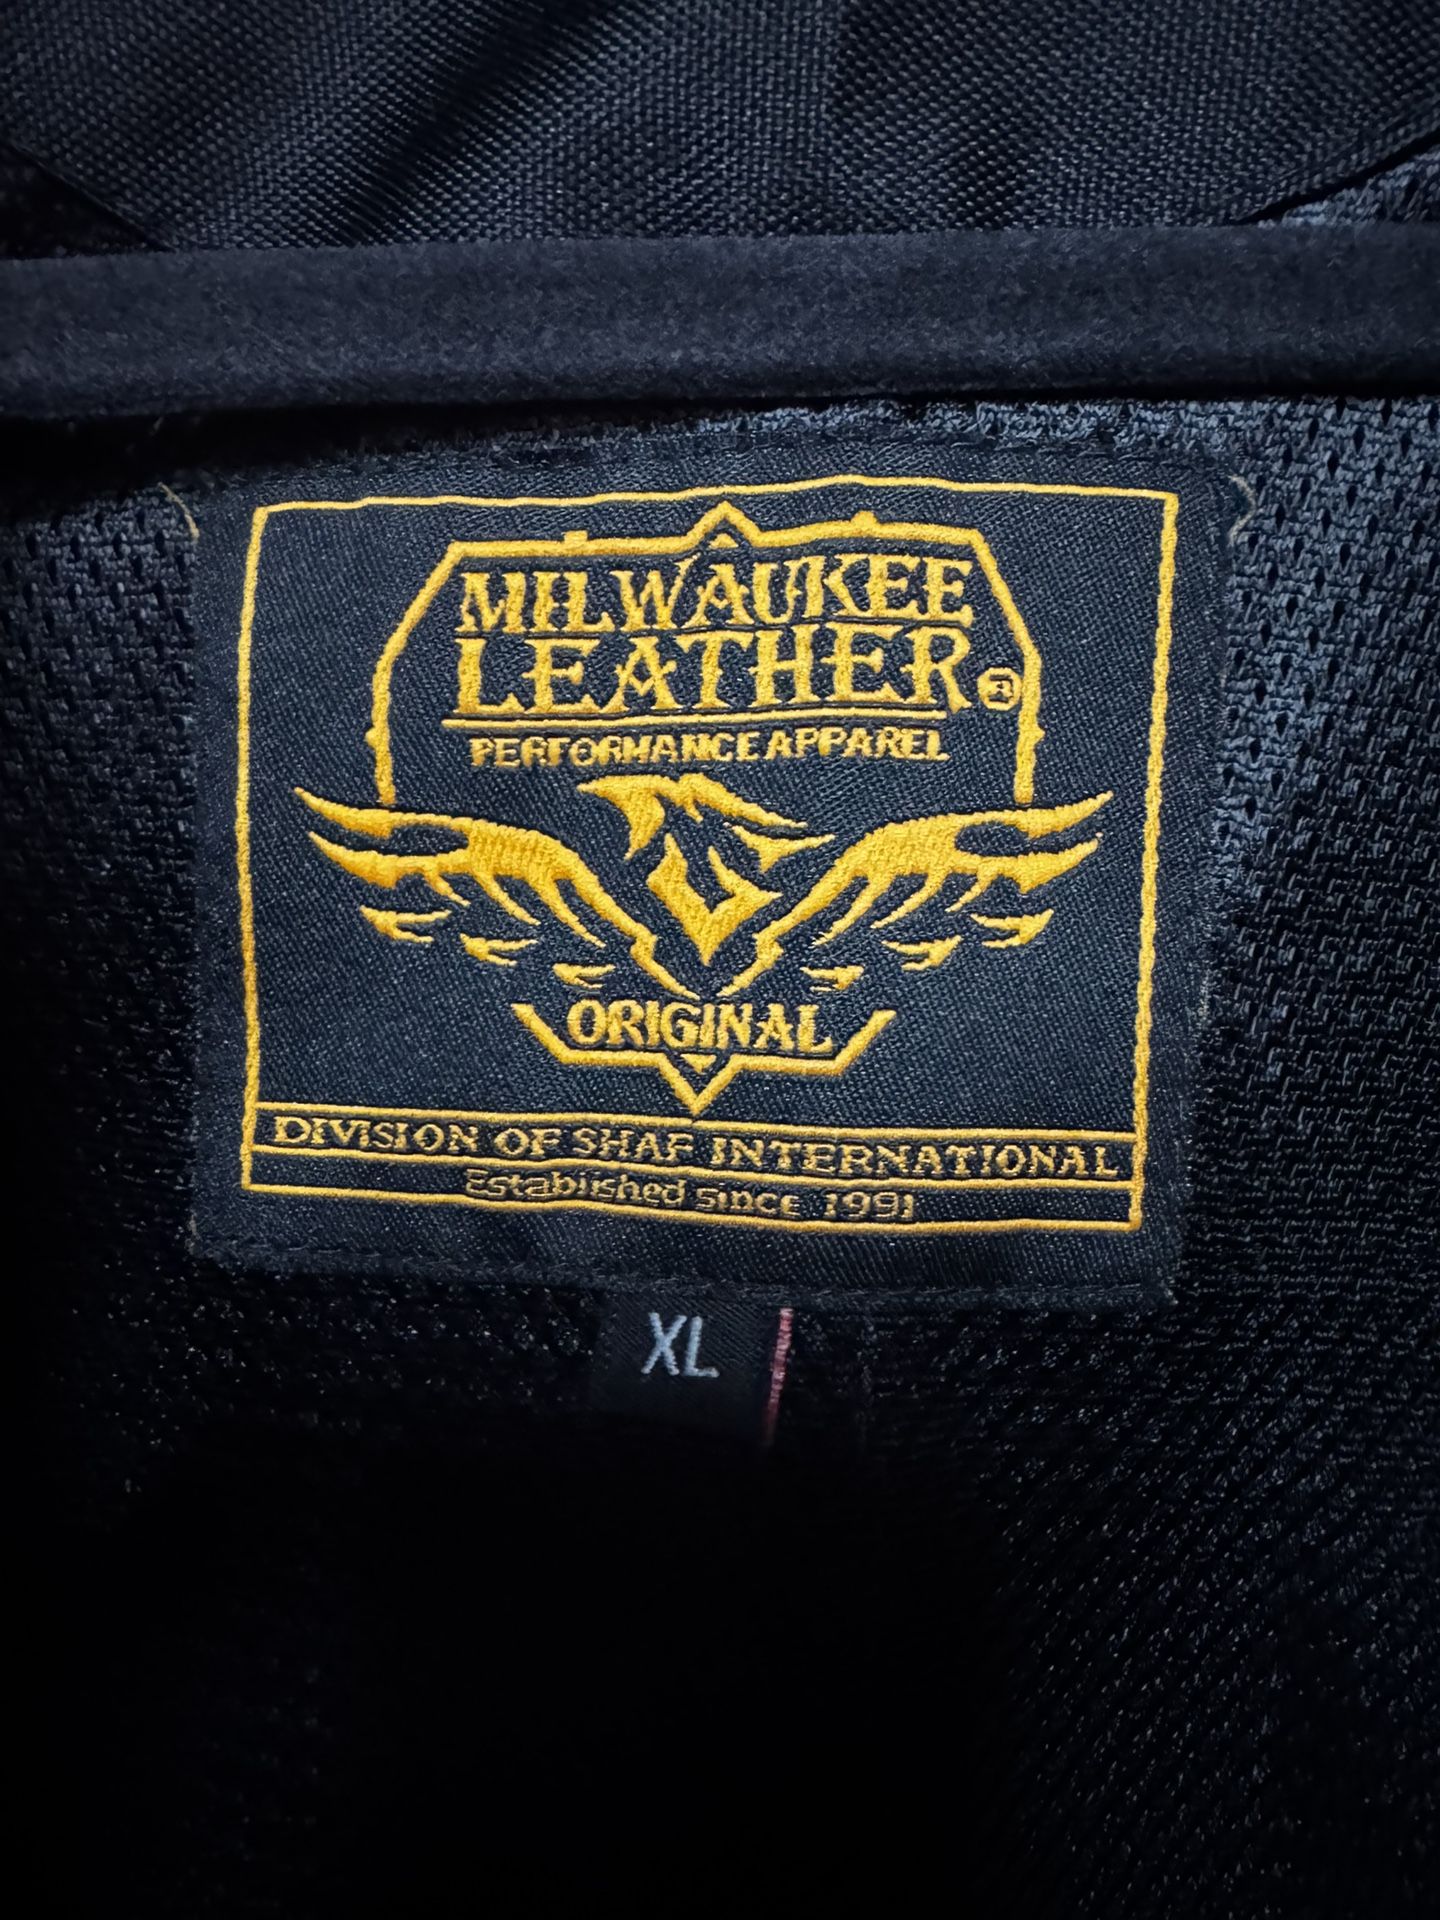 MILWAUKEE
LEATHER®
PERFORMANCE APPAREL
ORIGINAL
DIVISION OF SHAF INTERNATIONAL
Established since 1991
XL